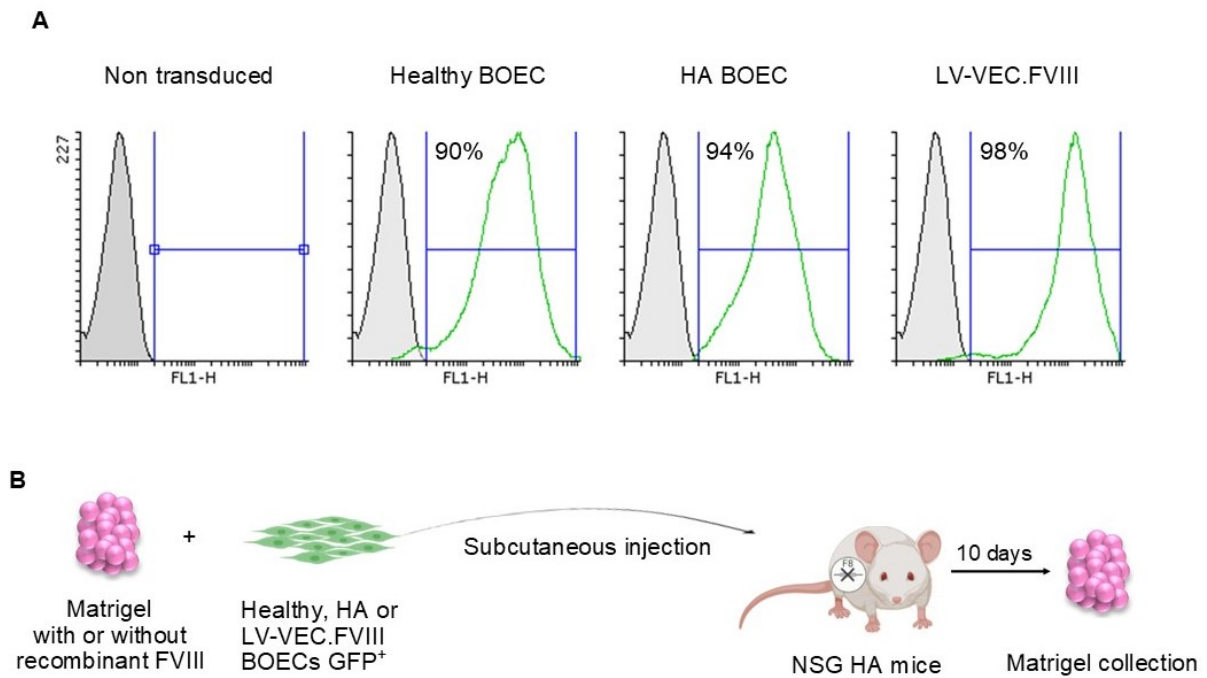 A
Non transduced
Healthy BOEC
HA BOEC
LV-VEC.FVIII
227
90%
94%
98%
FL1-H
FL1-H
FL1-H
FL1-H
B
+
Subcutaneous injection
F8
10 days
Matrigel
with or without
recombinant FVIII
Healthy, HA or
LV-VEC.FVIII
BOECs GFP⁺
NSG HA mice
Matrigel collection